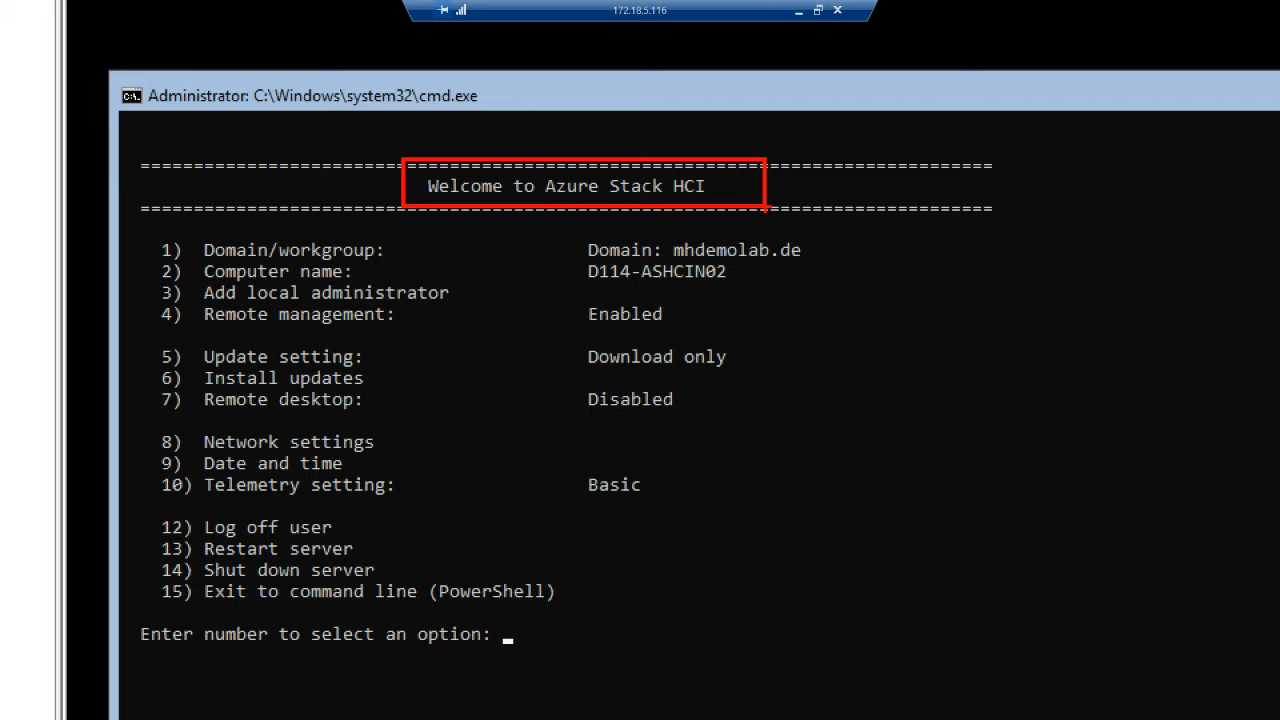 172.18.5.116
Administrator: C:\Windows\system32\cmd.exe
================================================================================
Welcome to Azure Stack HCI
================================================================================
1) Domain/workgroup: Domain: mhdemolab.de
2) Computer name: D114-ASHCIN02
3) Add local administrator
4) Remote management: Enabled
5) Update setting: Download only
6) Install updates
7) Remote desktop: Disabled
8) Network settings
9) Date and time
10) Telemetry setting: Basic
12) Log off user
13) Restart server
14) Shut down server
15) Exit to command line (PowerShell)
Enter number to select an option: